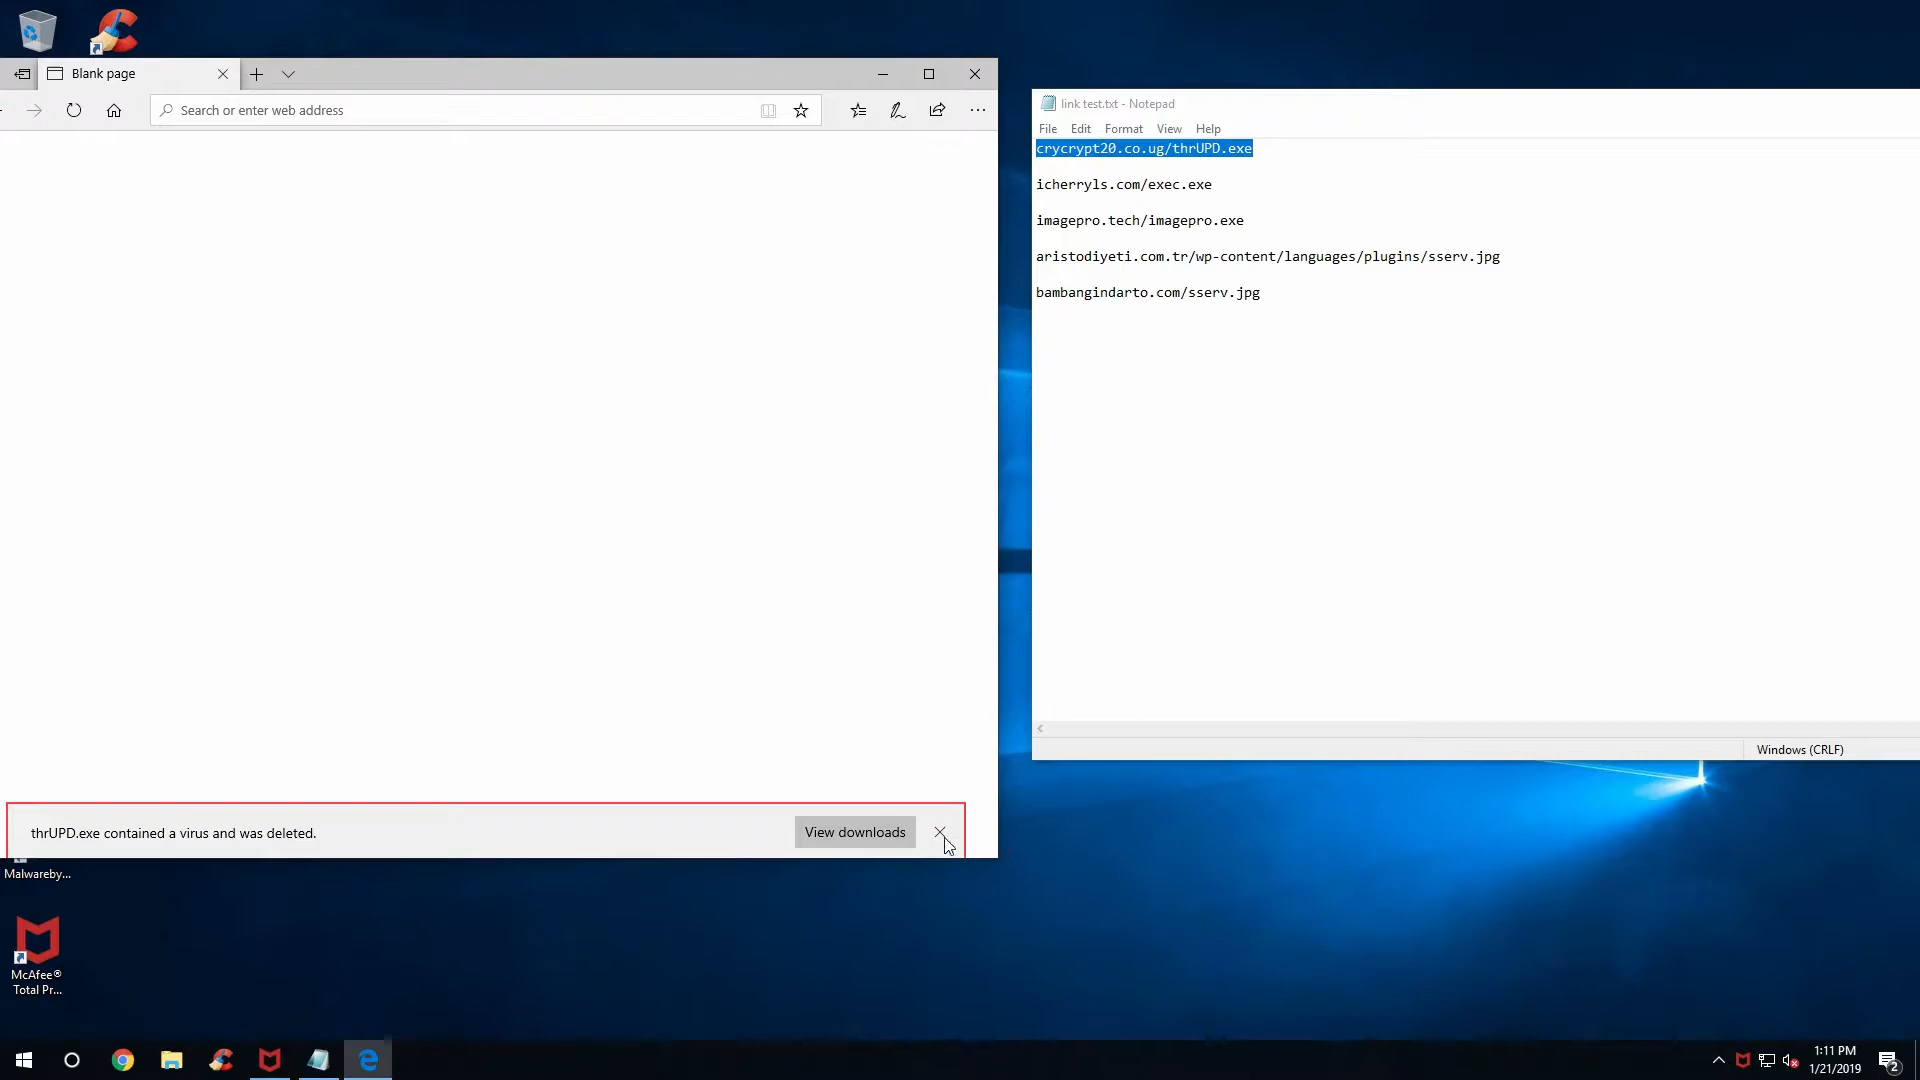 Blank page
Search or enter web address
link test.txt - Notepad
File Edit Format View Help
crycrypt20.co.ug/thrUPD.exe
icherryls.com/exec.exe
imagepro.tech/imagepro.exe
aristodiyeti.com.tr/wp-content/languages/plugins/sserv.jpg
bambangindarto.com/sserv.jpg
Windows (CRLF)
thrUPD.exe contained a virus and was deleted.
View downloads
Malwareby...
McAfee®
Total Pr...
1:11 PM
1/21/2019
2